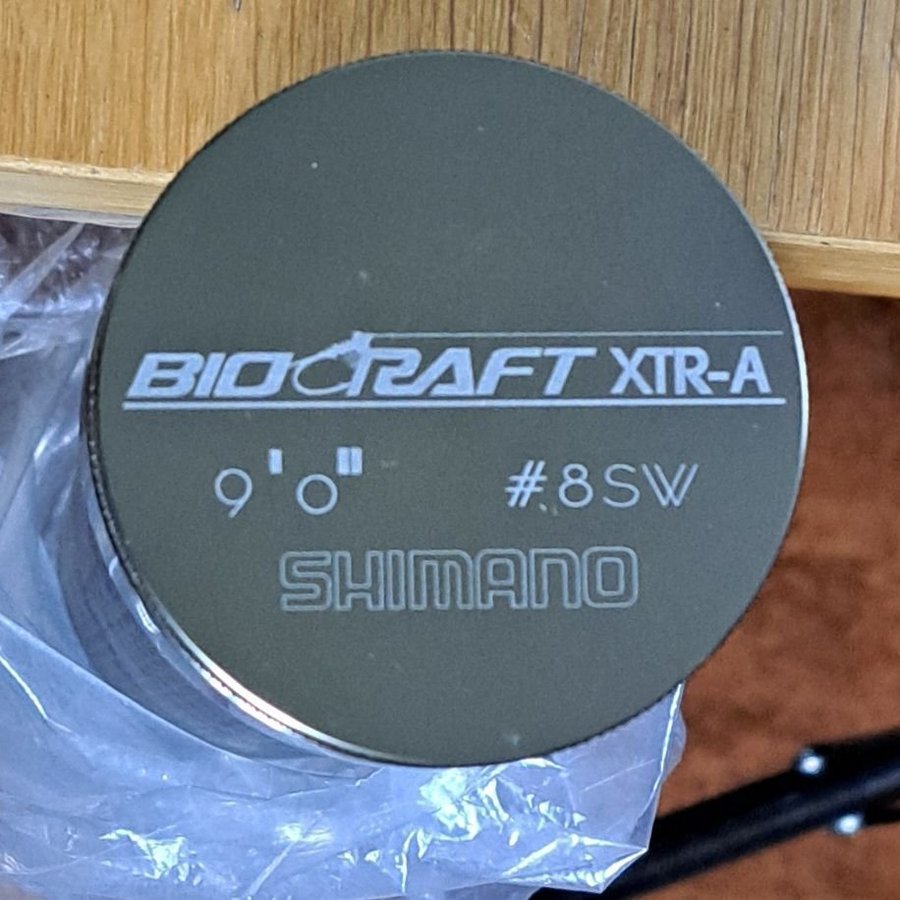 BIOCRAFT XTR-A
9'0" #8SW
SHIMANO